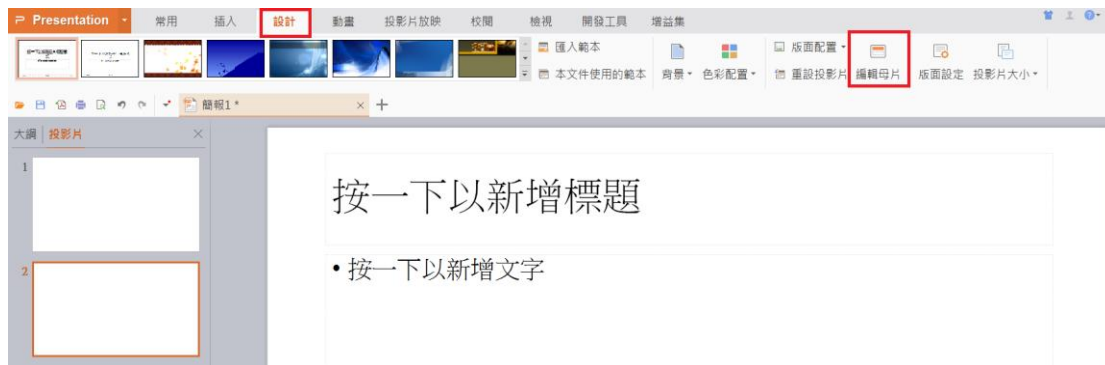 Presentation 常用 插入 設計 動畫 投影片放映 校閱 檢視 開發工具 增益集
匯入範本 版面配置
本文件使用的範本 背景 色彩配置 重設投影片 編輯母片 版面設定 投影片大小
簡報1 * × +
大綱 投影片 ×
1
按一下以新增標題
2
• 按一下以新增文字